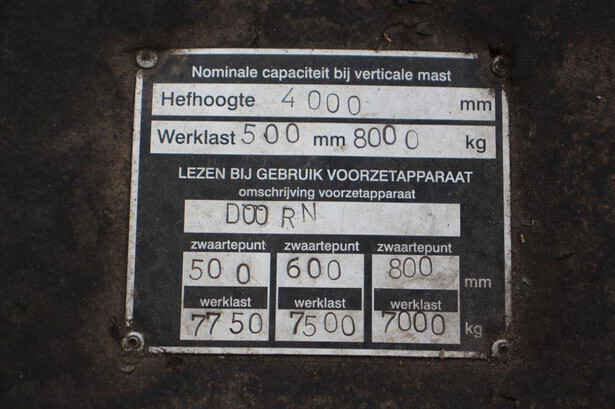 Nominale capaciteit bij verticale mast
Hefhoogte 4000 mm
Werklast 500 mm 8000 kg
LEZEN BIJ GEBRUIK VOORZETAPPARAAT
omschrijving voorzetapparaat
DOORN
zwaartepunt zwaartepunt zwaartepunt
500 600 800 mm
werklast werklast werklast
7750 7500 7000 kg